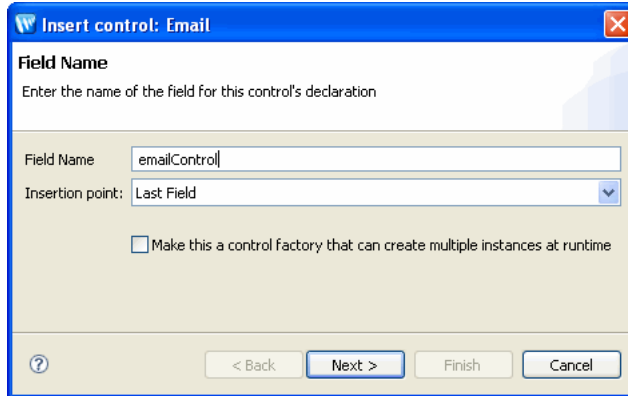 Insert control: Email
Field Name
Enter the name of the field for this control's declaration
Field Name emailControl
Insertion point: Last Field
Make this a control factory that can create multiple instances at runtime
? < Back Next > Finish Cancel